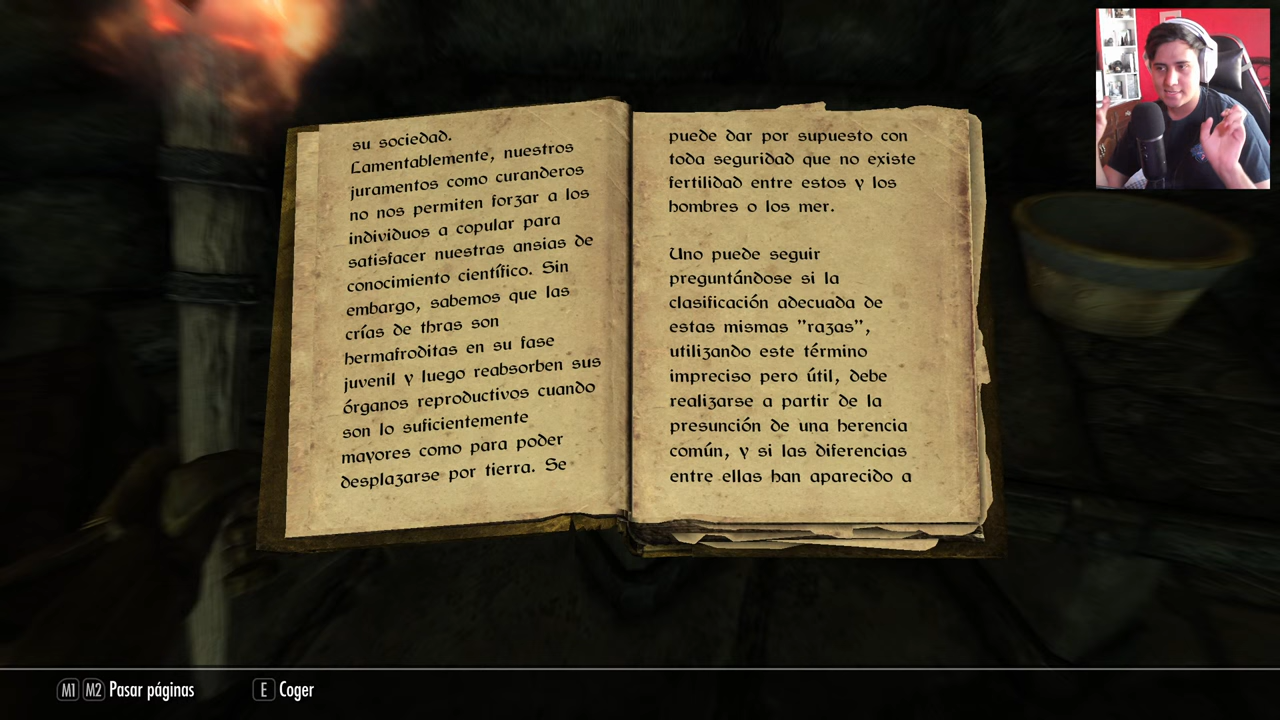 su sociedad.
Lamentablemente, nuestros
juramentos como curanderos
no nos permiten forzar a los
individuos a copular para
satisfacer nuestras ansias de
conocimiento científico. Sin
embargo, sabemos que las
crías de thras son
hermafroditas en su fase
juvenil y luego reabsorben sus
órganos reproductivos cuando
son lo suficientemente
mayores como para poder
desplazarse por tierra. Se
puede dar por supuesto con
toda seguridad que no existe
fertilidad entre estos y los
hombres o los mer.
Uno puede seguir
preguntándose si la
clasificación adecuada de
estas mismas "razas",
utilizando este término
impreciso pero útil, debe
realizarse a partir de la
presunción de una herencia
común, y si las diferencias
entre ellas han aparecido a
M1 M2 Pasar páginas
E Coger